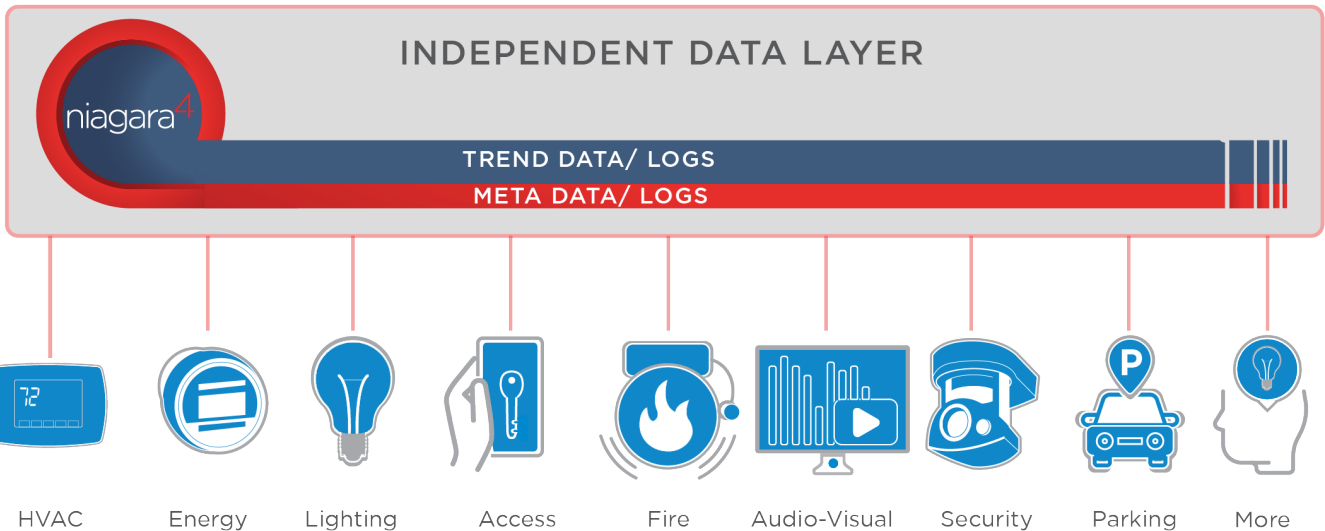 INDEPENDENT DATA LAYER
niagara4
TREND DATA/ LOGS
META DATA/ LOGS
72
P
HVAC Energy Lighting Access Fire Audio-Visual Security Parking More